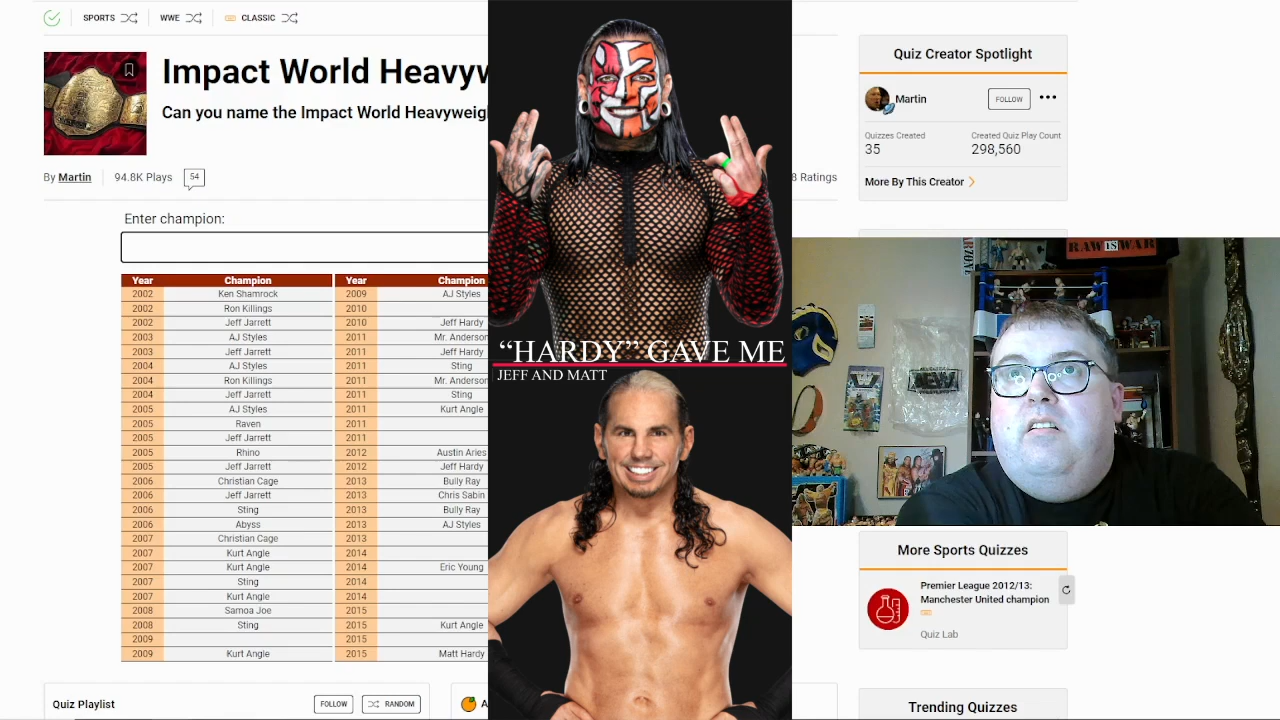 SPORTS
WWE
CLASSIC
Impact World Heavyw
Can you name the Impact World Heavyweigh
By Martin
94.8K Plays
54
8 Ratings
Enter champion:
Year Champion Year Champion
2002 Ken Shamrock 2009 AJ Styles
2002 Ron Killings 2010
2002 Jeff Jarrett 2010 Jeff Hardy
2003 AJ Styles 2011 Mr. Anderson
2003 Jeff Jarrett 2011 Jeff Hardy
2004 AJ Styles 2011 Sting
2004 Ron Killings 2011 Mr. Anderson
2004 Jeff Jarrett 2011 Sting
2005 AJ Styles 2011 Kurt Angle
2005 Raven 2011
2005 Jeff Jarrett 2011
2005 Rhino 2012 Austin Aries
2005 Jeff Jarrett 2012 Jeff Hardy
2006 Christian Cage 2013 Bully Ray
2006 Jeff Jarrett 2013 Chris Sabin
2006 Sting 2013 Bully Ray
2006 Abyss 2013 AJ Styles
2007 Christian Cage 2013
2007 Kurt Angle 2014
2007 Kurt Angle 2014 Eric Young
2007 Sting 2014
2007 Kurt Angle 2014
2008 Samoa Joe 2015
2008 Sting 2015 Kurt Angle
2009 2015
2009 Kurt Angle 2015 Matt Hardy
Quiz Playlist
FOLLOW
RANDOM
A
“HARDY” GAVE ME
JEFF AND MATT
Quiz Creator Spotlight
Martin
FOLLOW
Quizzes Created
35
Created Quiz Play Count
298,560
More By This Creator
RAW IS WAR
AEW
More Sports Quizzes
Premier League 2012/13:
Manchester United champion
Quiz Lab
Trending Quizzes